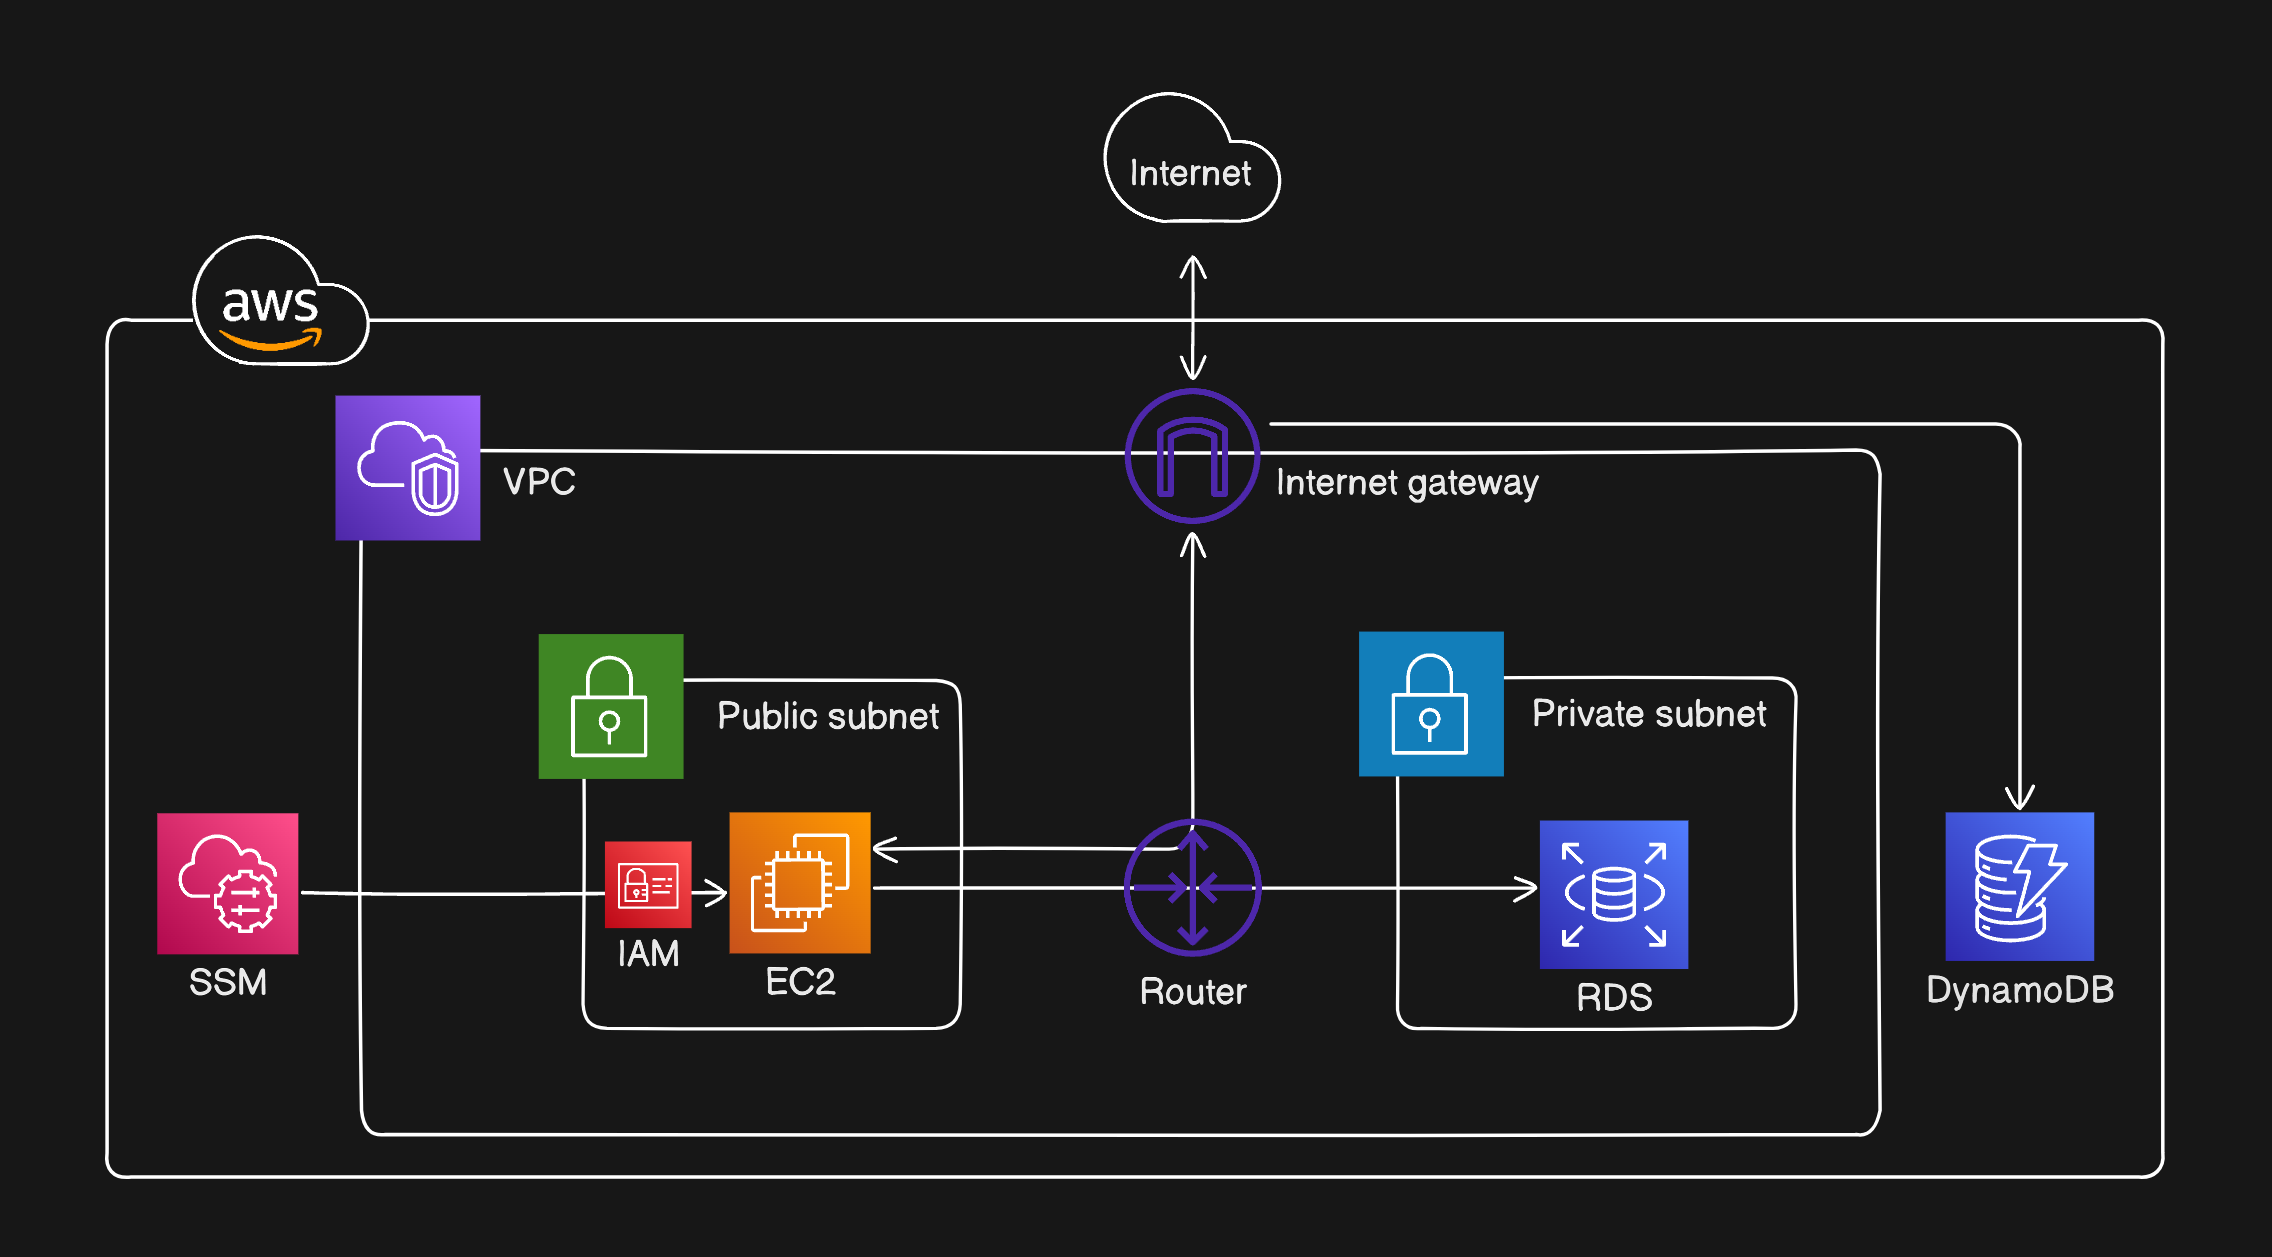 Internet
aws
VPC
Internet gateway
Public subnet
Private subnet
SSM
IAM
EC2
Router
RDS
DynamoDB